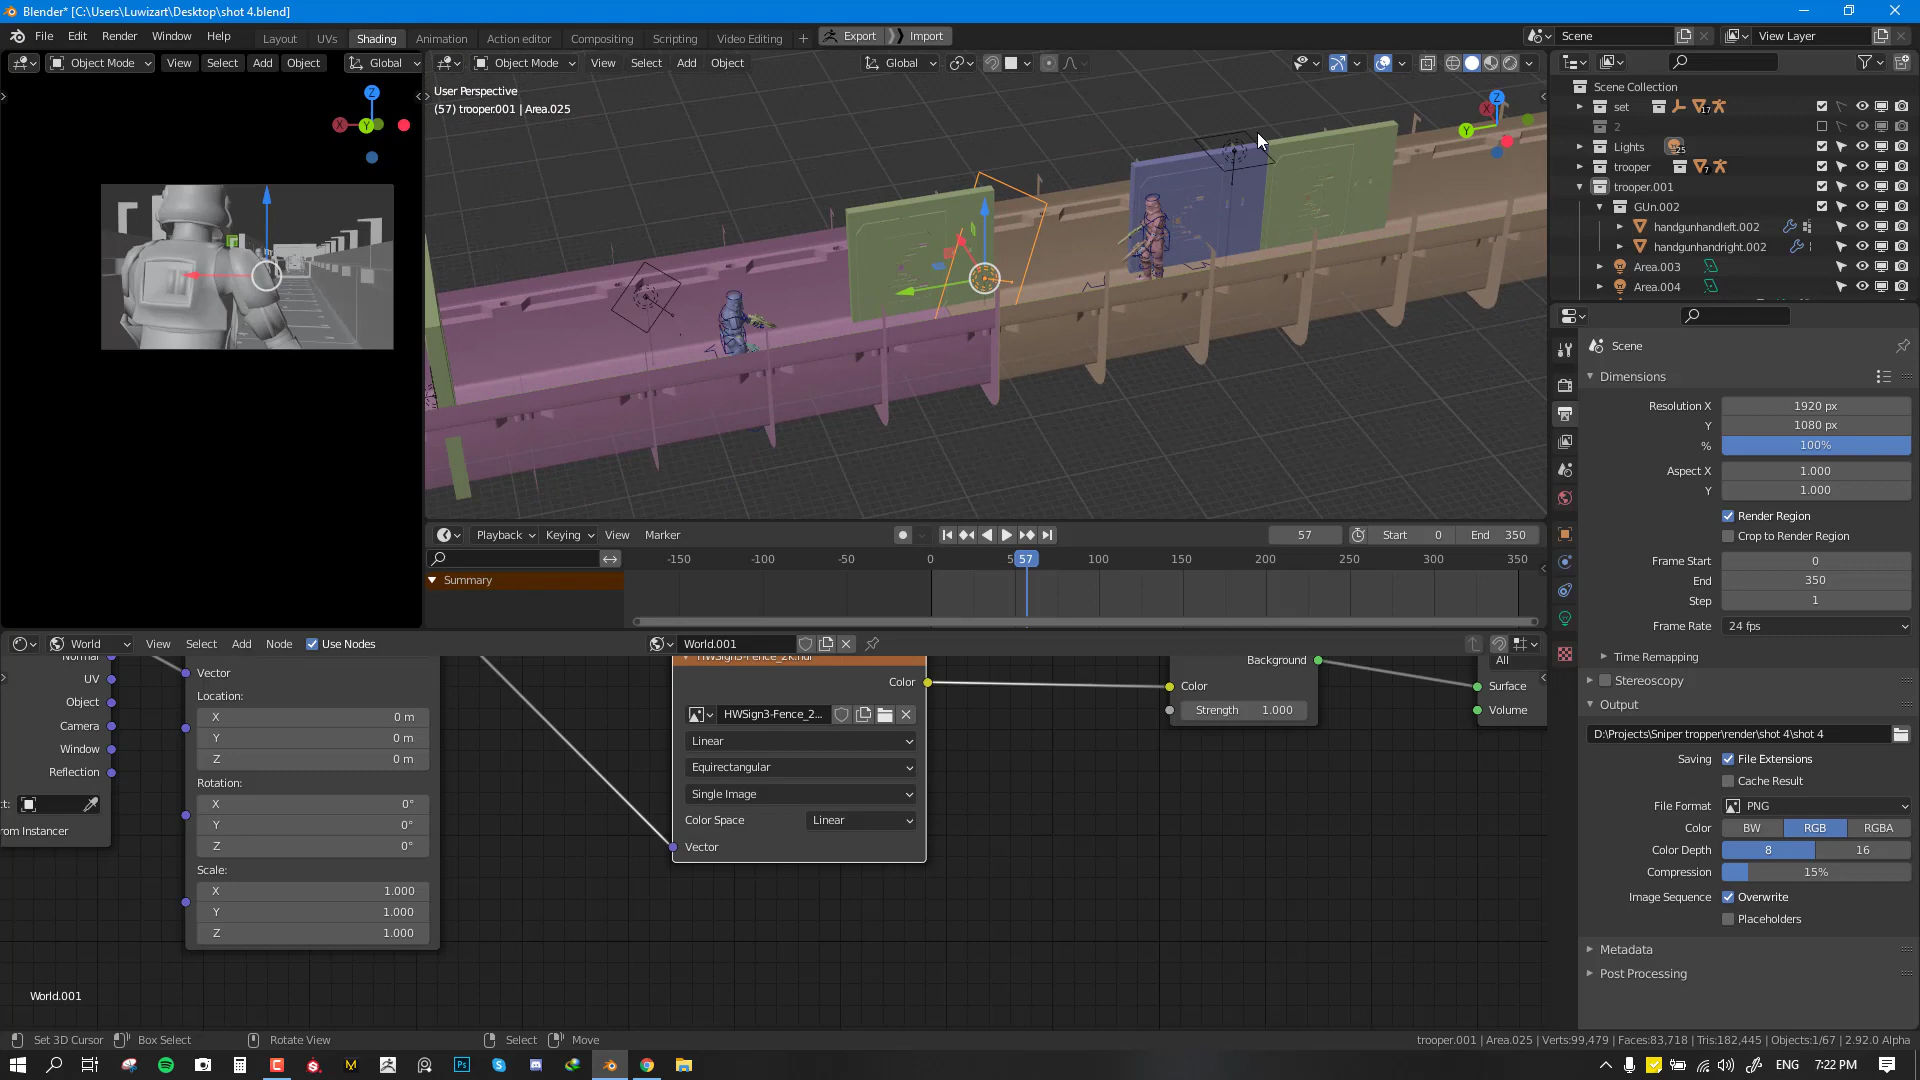 Blender* [C:\Users\Luwizart\Desktop\shot 4.blend]
File Edit Render Window Help
Layout UVs Shading Animation Action editor Compositing Scripting Video Editing + Export Import
Scene
View Layer
Object Mode View Select Add Object Global
Object Mode View Select Add Object Global
User Perspective
(57) trooper.001 | Area.025
Z
X
Y
Z
X
Y
Scene Collection
set 17
2
Lights 25
trooper 7
trooper.001
GUn.002
handgunhandleft.002
handgunhandright.002
Area.003
Area.004
Scene
Dimensions
Resolution X 1920 px
Y 1080 px
% 100%
Aspect X 1.000
Y 1.000
Render Region
Crop to Render Region
Frame Start 0
End 350
Step 1
Frame Rate 24 fps
Time Remapping
Stereoscopy
Output
D:\Projects\Sniper tropper\render\shot 4\shot 4
Saving File Extensions
Cache Result
File Format PNG
Color BW RGB RGBA
Color Depth 8 16
Compression 15%
Image Sequence Overwrite
Placeholders
Metadata
Post Processing
Playback Keying View Marker
57 Start 0 End 350
-150 -100 -50 0 5 57 100 150 200 250 300 350
Summary
World View Select Add Node Use Nodes
World.001
Normal
UV
Object
Camera
Window
Reflection
ct:
rom Instancer
Vector
Location:
X 0 m
Y 0 m
Z 0 m
Rotation:
X 0°
Y 0°
Z 0°
Scale:
X 1.000
Y 1.000
Z 1.000
HWSign3-Fence_2k.hdr
Color
HWSign3-Fence_2...
Linear
Equirectangular
Single Image
Color Space Linear
Vector
Background
Color
Strength 1.000
All
Surface
Volume
World.001
Set 3D Cursor Box Select Rotate View Select Move
trooper.001 | Area.025 | Verts:99,479 | Faces:83,718 | Tris:182,445 | Objects:1/67 | 2.92.0 Alpha
ENG 7:22 PM